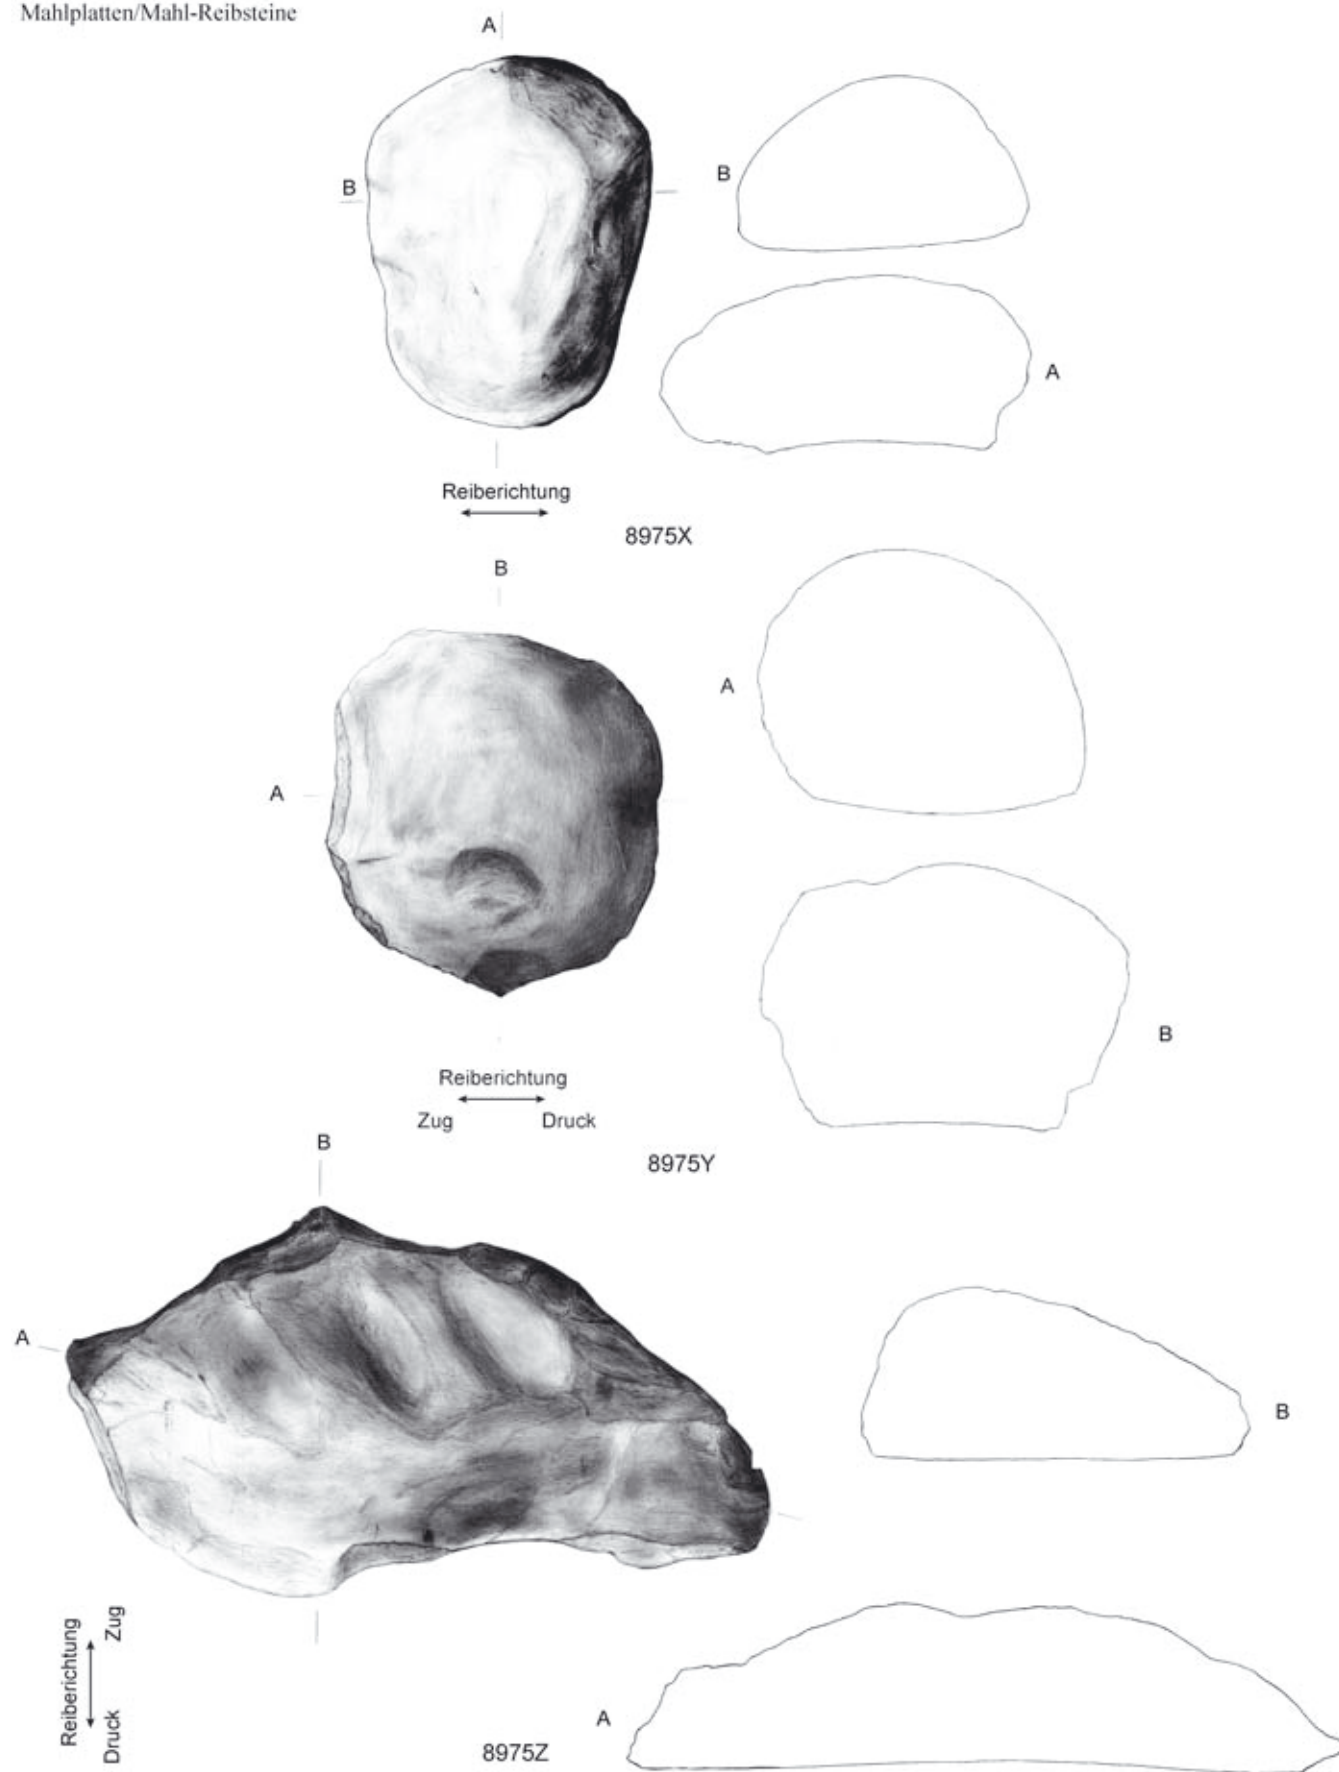 Mahlplatten/Mahl-Reibsteine
A
B
B
A
Reiberichtung
8975X
B
A
A
B
Reiberichtung
Zug Druck
8975Y
B
A
B
Reiberichtung
Druck Zug
A
8975Z